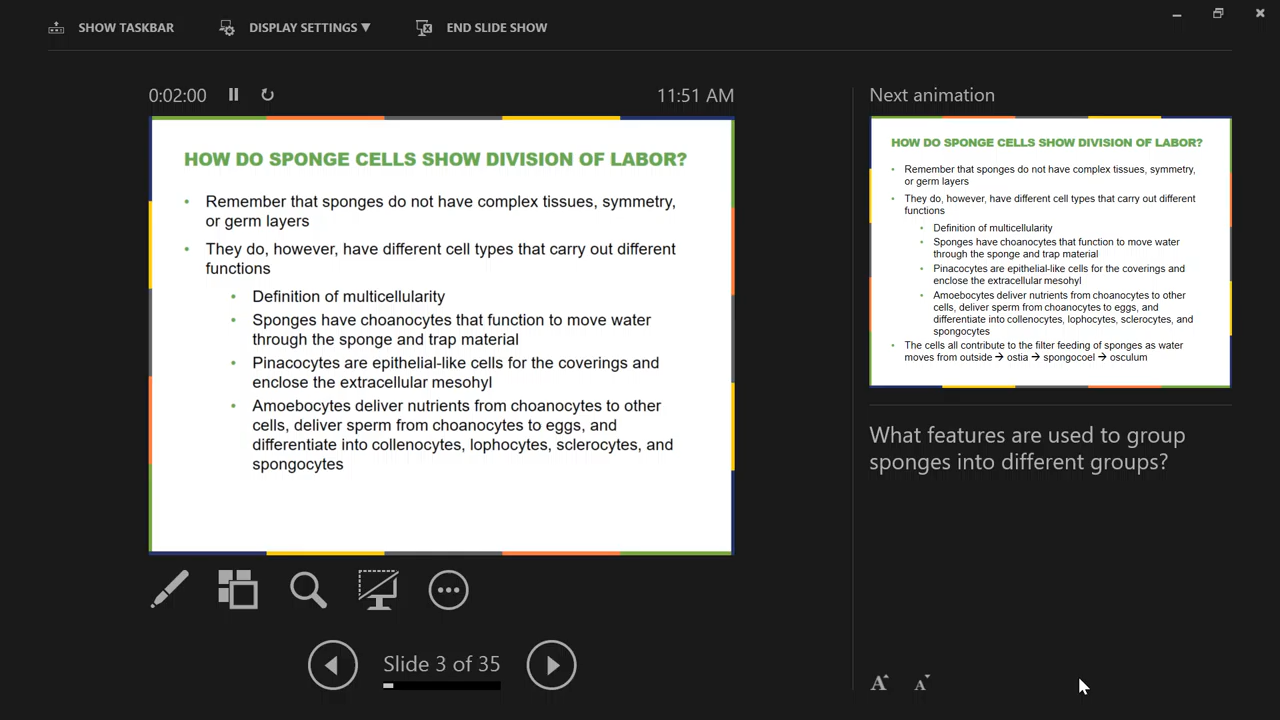 SHOW TASKBAR
DISPLAY SETTINGS ▼
END SLIDE SHOW
0:02:00
11:51 AM
HOW DO SPONGE CELLS SHOW DIVISION OF LABOR?
• Remember that sponges do not have complex tissues, symmetry,
or germ layers
• They do, however, have different cell types that carry out different
functions
• Definition of multicellularity
• Sponges have choanocytes that function to move water
through the sponge and trap material
• Pinacocytes are epithelial-like cells for the coverings and
enclose the extracellular mesohyl
• Amoebocytes deliver nutrients from choanocytes to other
cells, deliver sperm from choanocytes to eggs, and
differentiate into collenocytes, lophocytes, sclerocytes, and
spongocytes
Slide 3 of 35
Next animation
HOW DO SPONGE CELLS SHOW DIVISION OF LABOR?
• Remember that sponges do not have complex tissues, symmetry,
or germ layers
• They do, however, have different cell types that carry out different
functions
• Definition of multicellularity
• Sponges have choanocytes that function to move water
through the sponge and trap material
• Pinacocytes are epithelial-like cells for the coverings and
enclose the extracellular mesohyl
• Amoebocytes deliver nutrients from choanocytes to other
cells, deliver sperm from choanocytes to eggs, and
differentiate into collenocytes, lophocytes, sclerocytes, and
spongocytes
• The cells all contribute to the filter feeding of sponges as water
moves from outside → ostia → spongocoel → osculum
What features are used to group
sponges into different groups?
A A